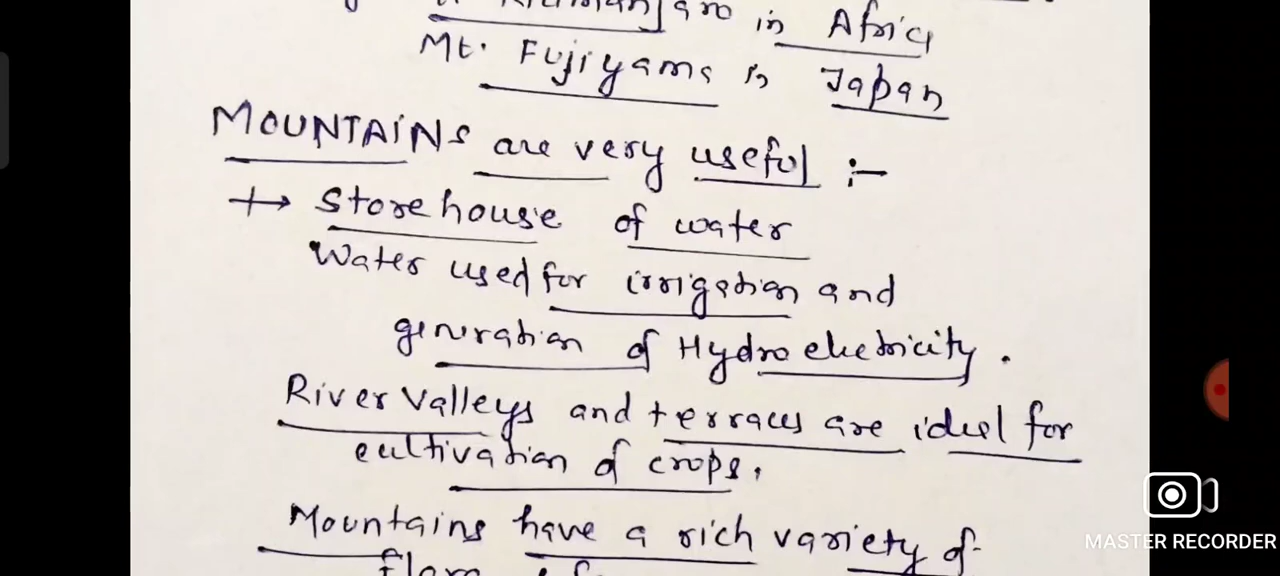 in Africa
Mt. Fujiyama in Japan
MOUNTAINS are very useful :-
→ Storehouse of water
Water used for irrigation and
generation of Hydroelectricity.
River Valleys and terraces are ideal for
cultivation of crops.
Mountains have a rich variety of
MASTER RECORDER